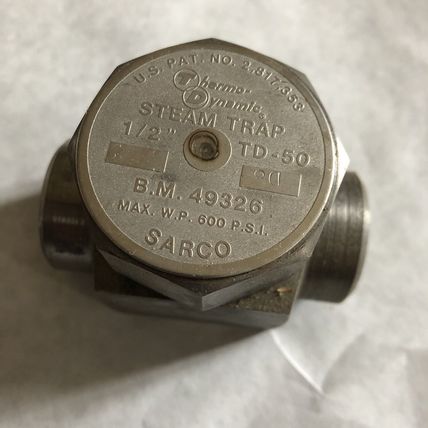 U.S. PAT. NO. 2,817,353
Thermo-
Dynamic®
STEAM TRAP
1/2" TD-50
B.M. 49326
MAX. W.P. 600 P.S.I.
SARCO